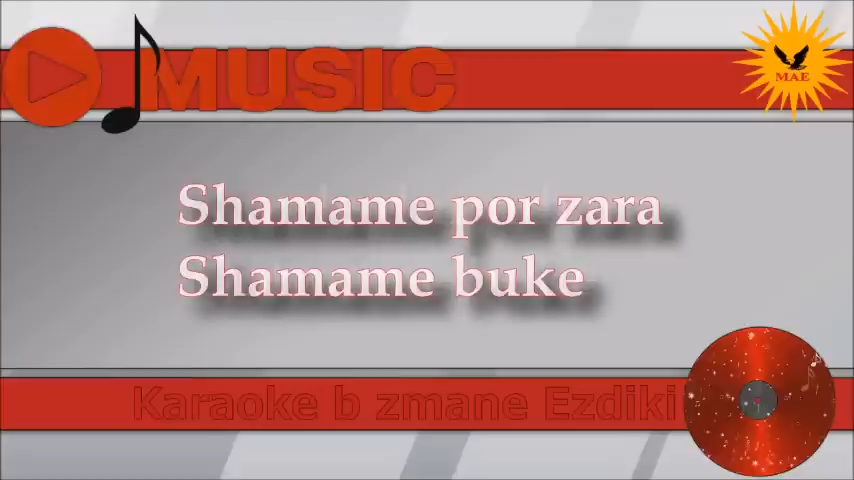 MUSIC
MAE
Shamame por zara
Shamame buke
Karaoke b zmane Ezdiki